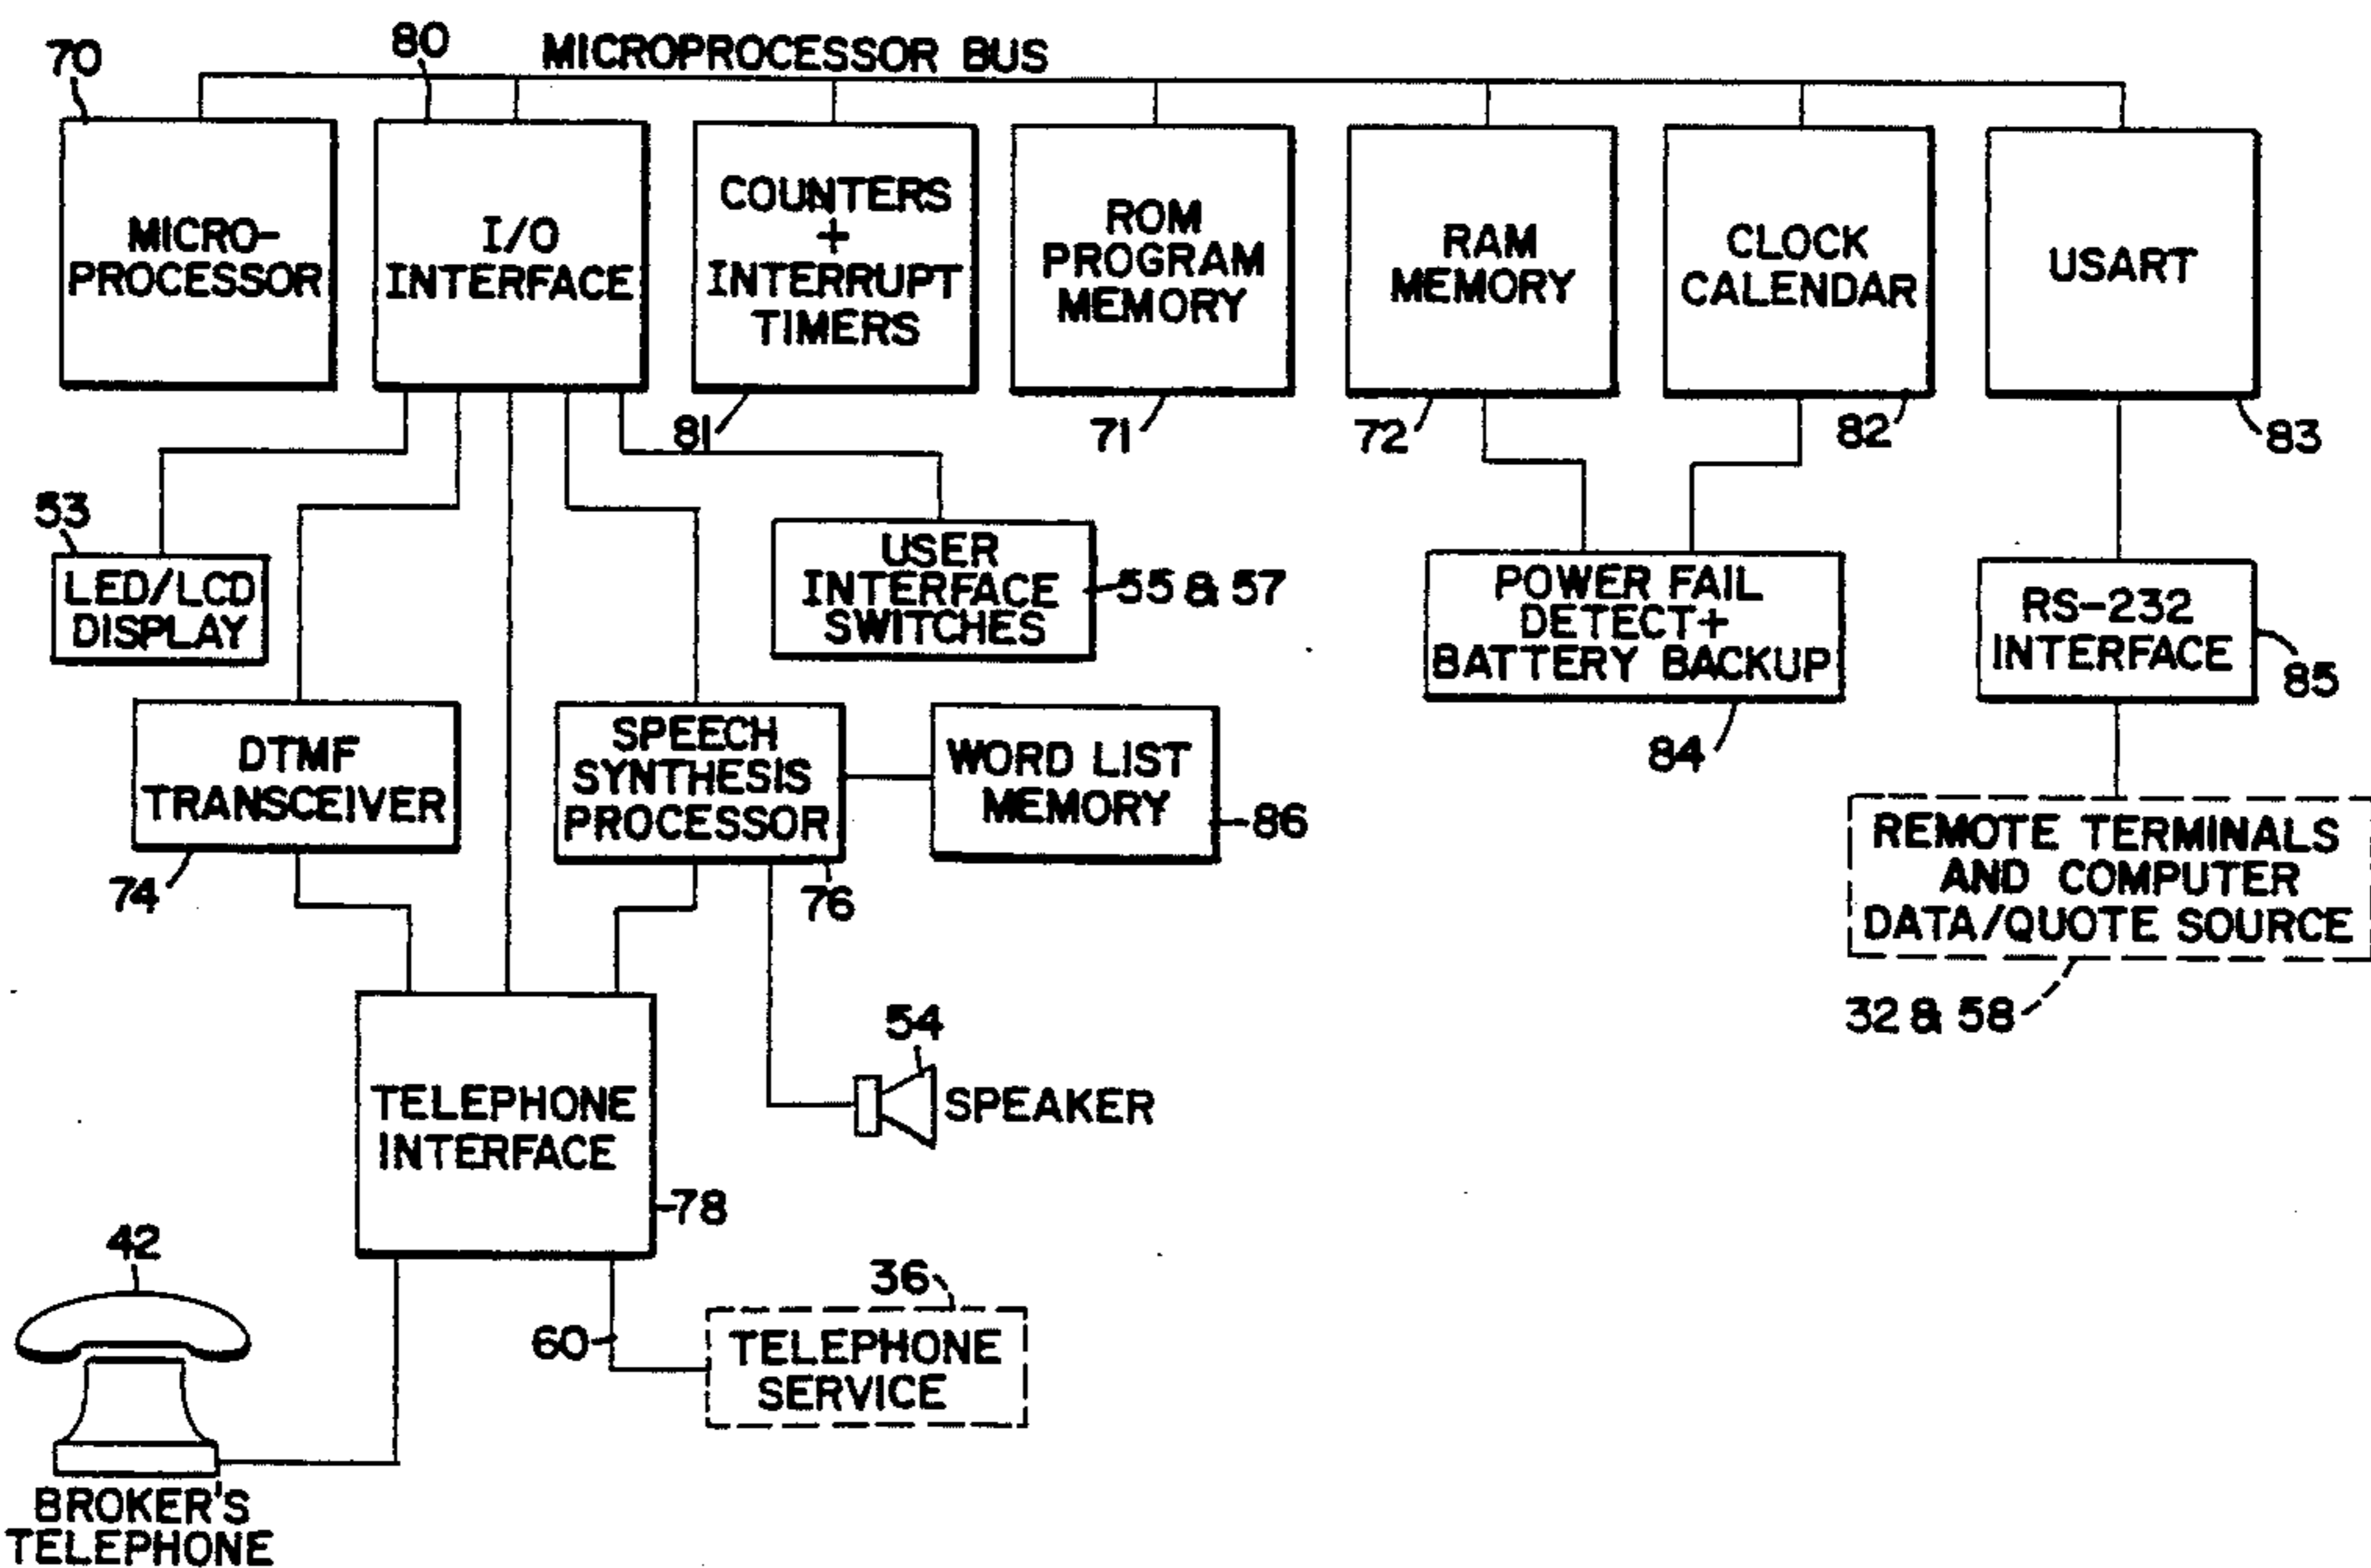 70
80
MICROPROCESSOR BUS
MICRO-
PROCESSOR
I/O
INTERFACE
COUNTERS
+
INTERRUPT
TIMERS
ROM
PROGRAM
MEMORY
RAM
MEMORY
CLOCK
CALENDAR
USART
81
71
72
82
83
53
LED/LCD
DISPLAY
USER
INTERFACE
SWITCHES
55 & 57
POWER FAIL
DETECT+
BATTERY BACKUP
84
RS-232
INTERFACE
85
DTMF
TRANSCEIVER
74
SPEECH
SYNTHESIS
PROCESSOR
76
WORD LIST
MEMORY
86
REMOTE TERMINALS
AND COMPUTER
DATA/QUOTE SOURCE
32 & 58
54
SPEAKER
TELEPHONE
INTERFACE
78
42
BROKER'S
TELEPHONE
60
36
TELEPHONE
SERVICE